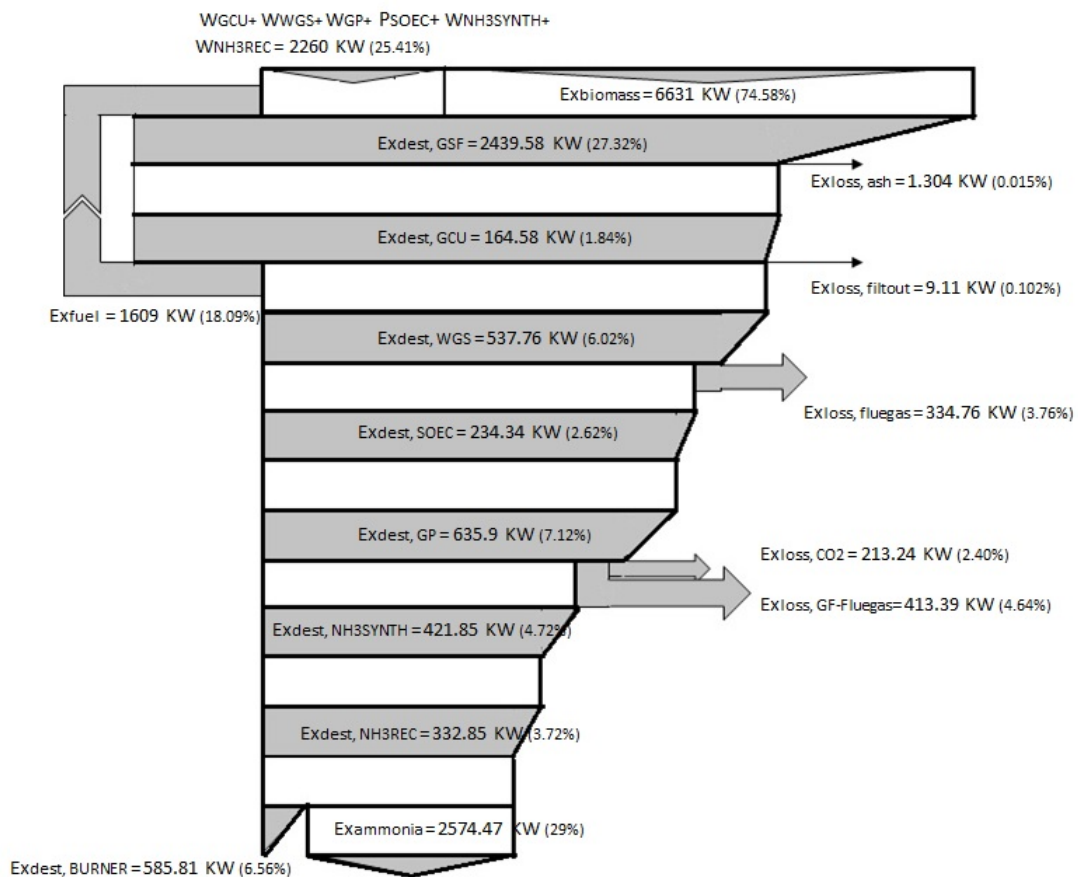 WGCU+ WWGS+ WGP+ PSOEC+ WNH3SYNTH+
WNH3REC = 2260 KW (25.41%)
Exbiomass = 6631 KW (74.58%)
Exdest, GSF = 2439.58 KW (27.32%)
Exloss, ash = 1.304 KW (0.015%)
Exdest, GCU = 164.58 KW (1.84%)
Exloss, filtout = 9.11 KW (0.102%)
Exfuel = 1609 KW (18.09%)
Exdest, WGS = 537.76 KW (6.02%)
Exloss, fluegas = 334.76 KW (3.76%)
Exdest, SOEC = 234.34 KW (2.62%)
Exdest, GP = 635.9 KW (7.12%)
Exloss, CO2 = 213.24 KW (2.40%)
Exloss, GF-Fluegas= 413.39 KW (4.64%)
Exdest, NH3SYNTH = 421.85 KW (4.72%)
Exdest, NH3REC = 332.85 KW (3.72%)
Exammonia = 2574.47 KW (29%)
Exdest, BURNER = 585.81 KW (6.56%)